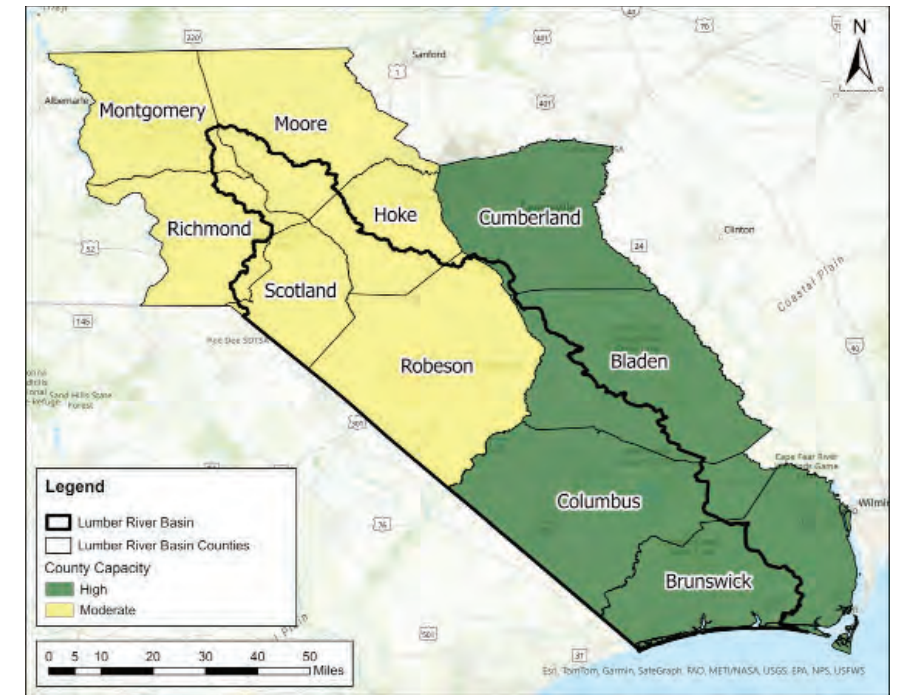 N
220
Sanford
1
Albemarle
Montgomery
Moore
Richmond
Hoke
Cumberland
Clinton
24
52
Scotland
Coastal Plain
40
Robeson
Bladen
Sand Hills State
Forest
Cape Fear River
Game
Columbus
Brunswick
76
Legend
Lumber River Basin
Lumber River Basin Counties
County Capacity
High
Moderate
0 5 10 20 30 40 50
Miles
501
31
Esri, TomTom, Garmin, SafeGraph, FAO, METI/NASA, USGS, EPA, NPS, USFWS